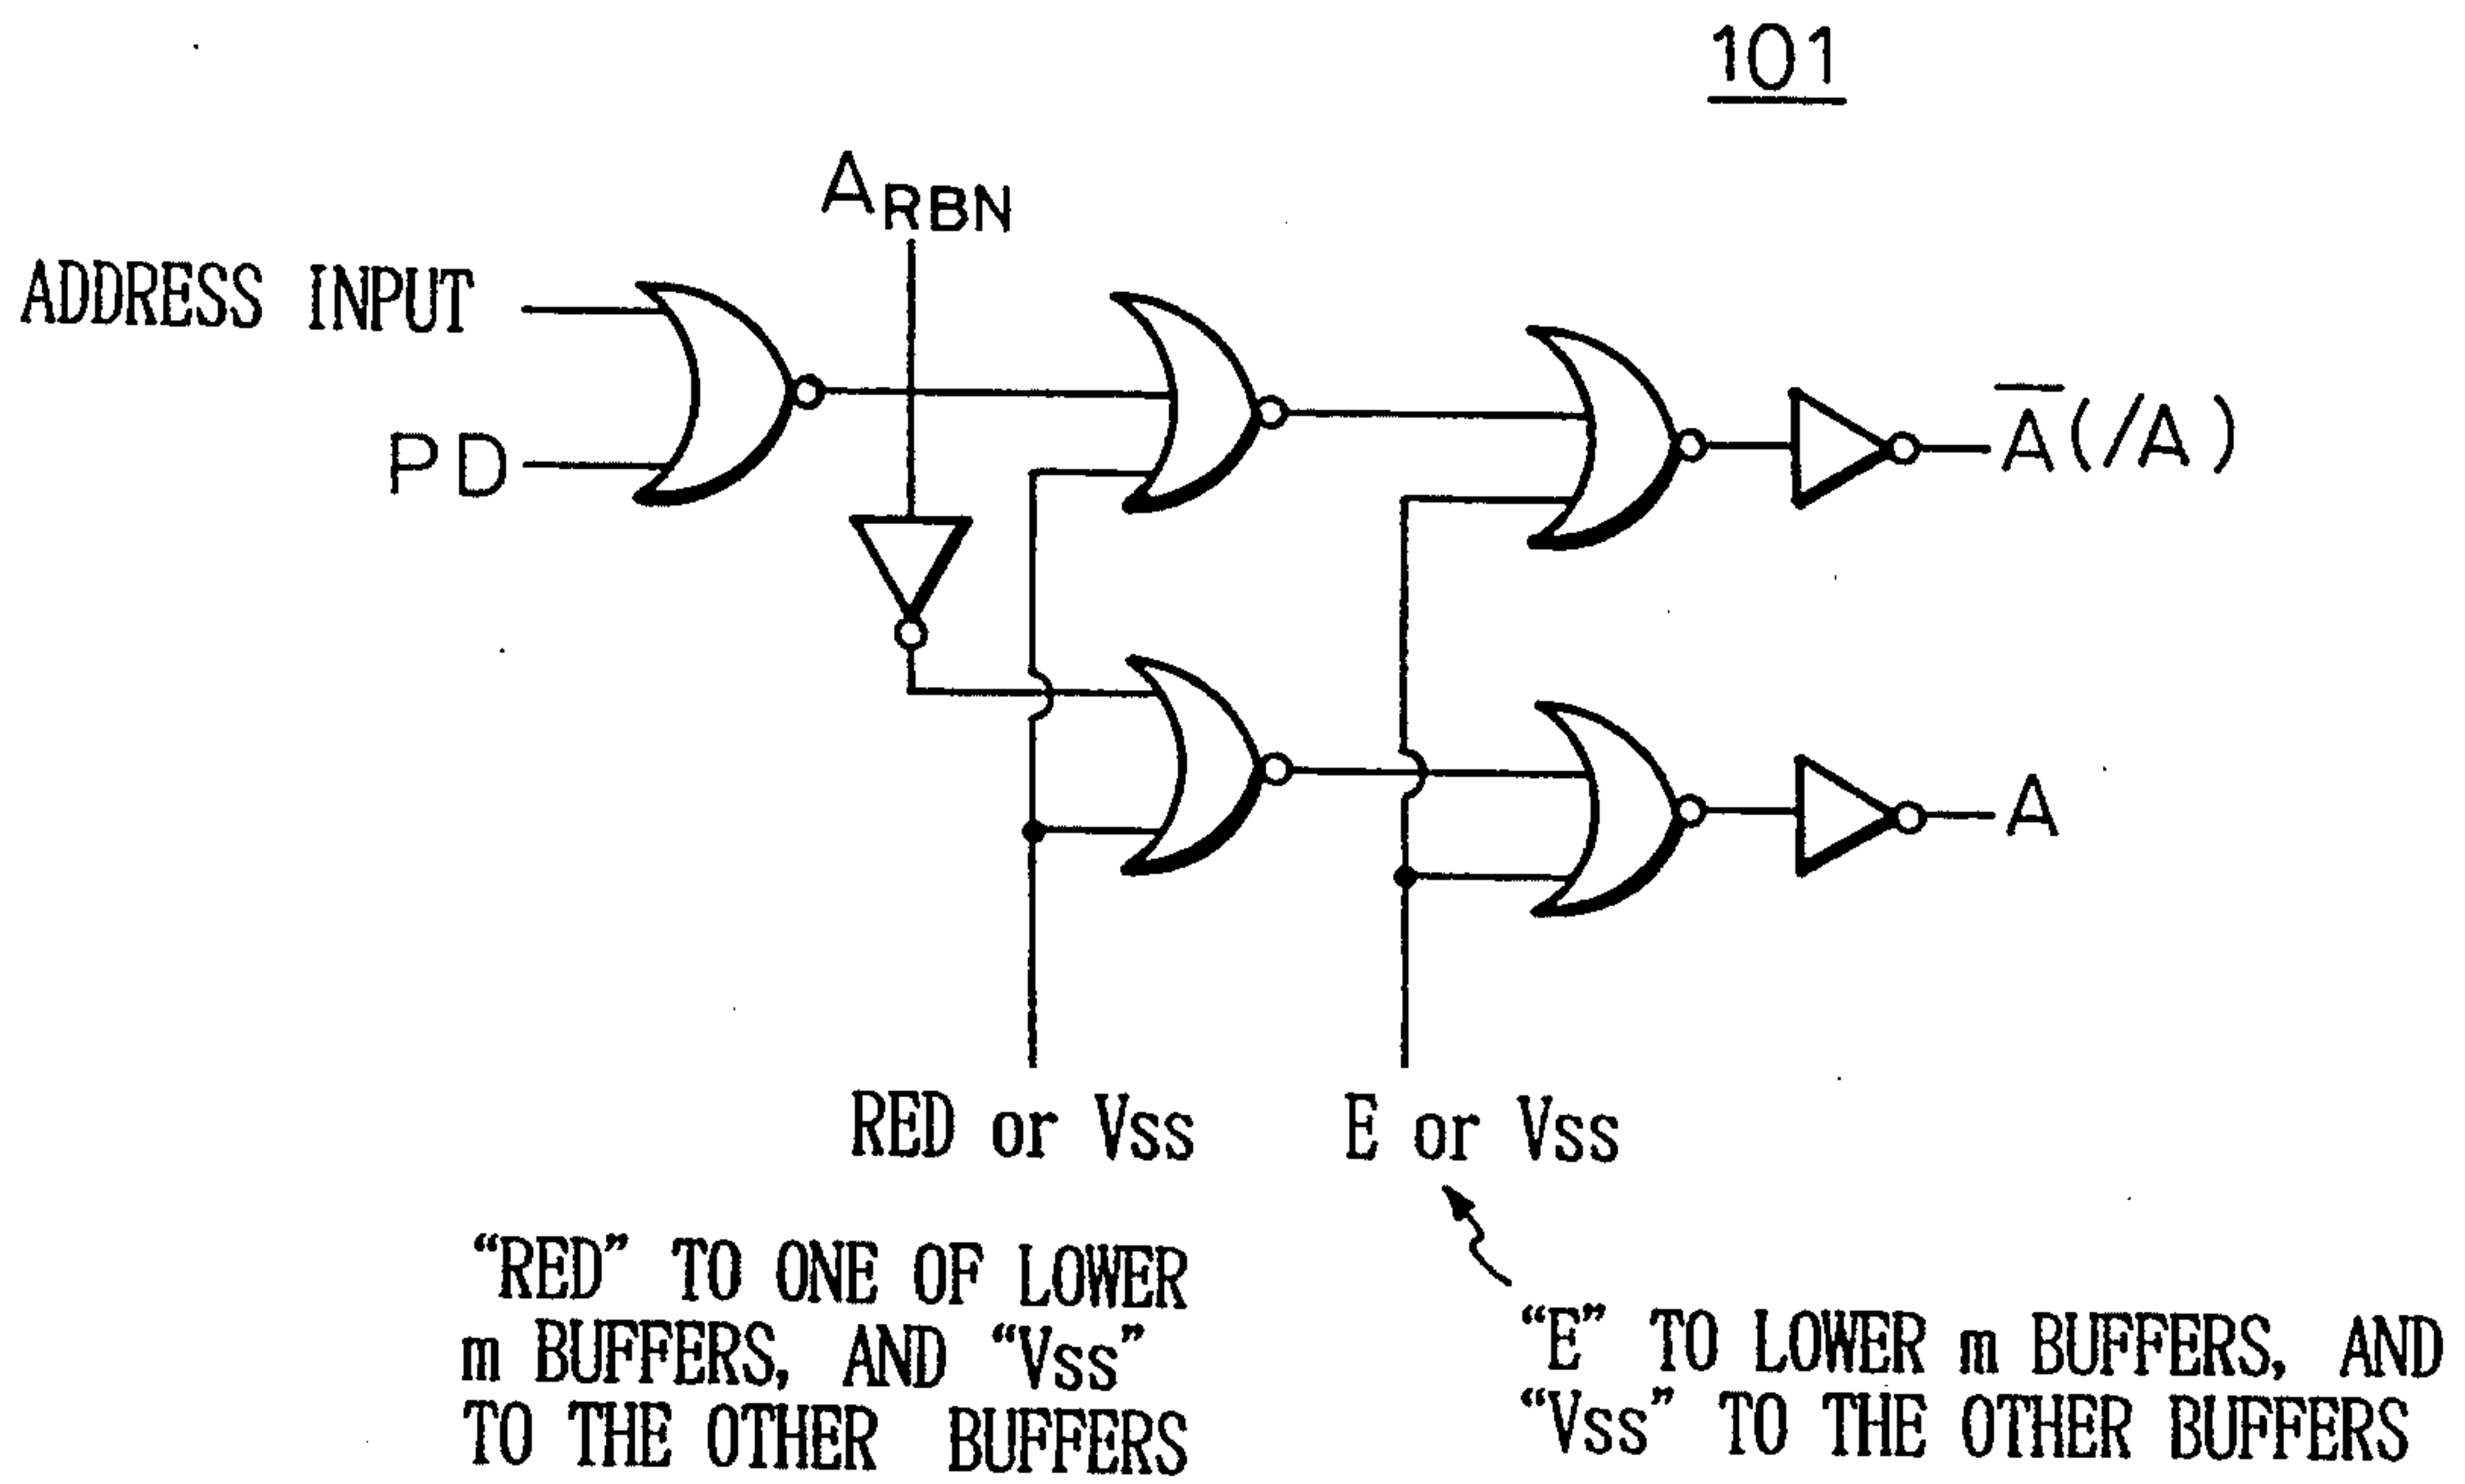 101
ARBN
ADDRESS INPUT
PD
A(/A)
A
RED or Vss
E or Vss
“RED” TO ONE OF LOWER
m BUFFERS, AND “Vss”
TO THE OTHER BUFFERS
“E” TO LOWER m BUFFERS, AND
“Vss” TO THE OTHER BUFFERS